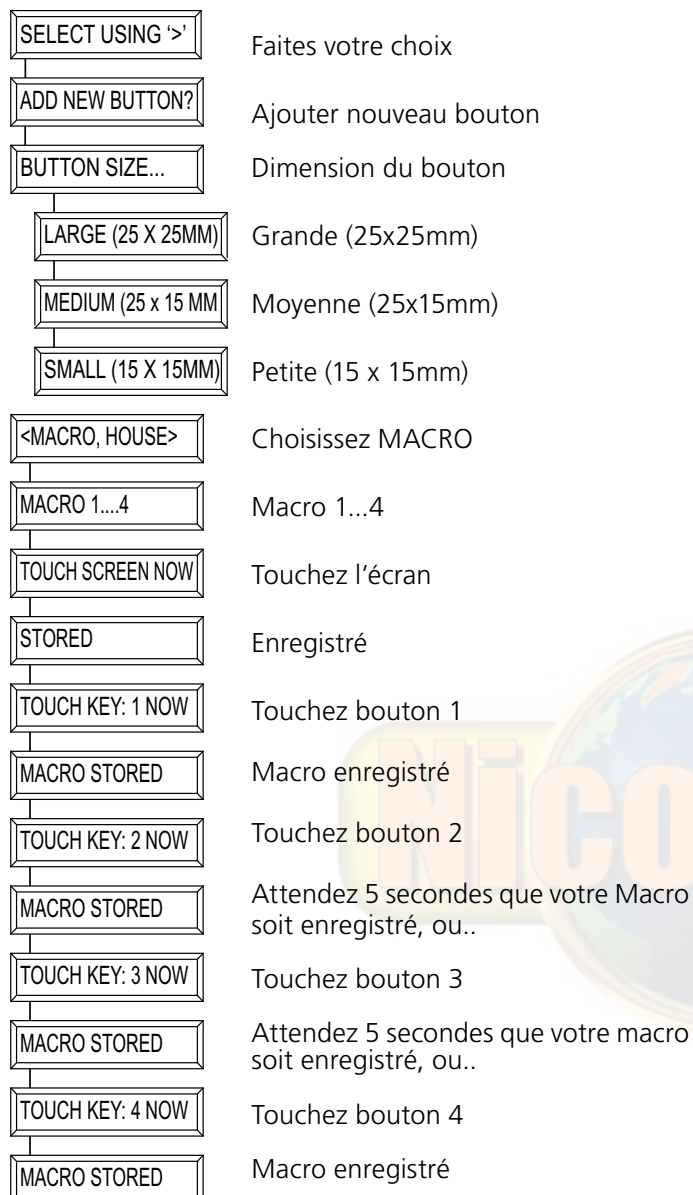 SELECT USING ‘>’ Faites votre choix
ADD NEW BUTTON? Ajouter nouveau bouton
BUTTON SIZE... Dimension du bouton
LARGE (25 X 25MM) Grande (25x25mm)
MEDIUM (25 x 15 MM Moyenne (25x15mm)
SMALL (15 X 15MM) Petite (15 x 15mm)
<MACRO, HOUSE> Choisissez MACRO
MACRO 1....4 Macro 1...4
TOUCH SCREEN NOW Touchez l’écran
STORED Enregistré
TOUCH KEY: 1 NOW Touchez bouton 1
MACRO STORED Macro enregistré
TOUCH KEY: 2 NOW Touchez bouton 2
MACRO STORED Attendez 5 secondes que votre Macro
soit enregistré, ou..
TOUCH KEY: 3 NOW Touchez bouton 3
MACRO STORED Attendez 5 secondes que votre macro
soit enregistré, ou..
TOUCH KEY: 4 NOW Touchez bouton 4
MACRO STORED Macro enregistré